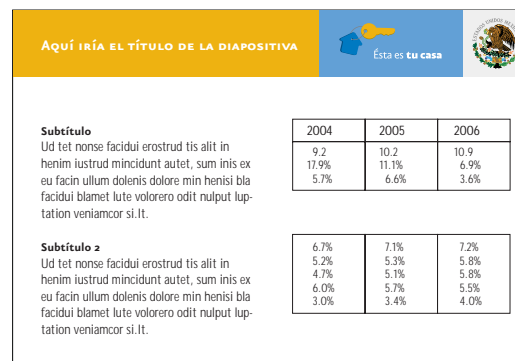 Aquí iría el título de la diapositiva
Ésta es tu casa
Subtítulo
Ud tet nonse facidui erostrud tis alit in
henim iustrud mincidunt autet, sum inis ex
eu facin ullum dolenis dolore min henisi bla
facidui blamet lute volorero odit nulput lup-
tation veniamcor si.It.
2004 2005 2006
9.2 10.2 10.9
17.9% 11.1% 6.9%
5.7% 6.6% 3.6%
Subtítulo 2
Ud tet nonse facidui erostrud tis alit in
henim iustrud mincidunt autet, sum inis ex
eu facin ullum dolenis dolore min henisi bla
facidui blamet lute volorero odit nulput lup-
tation veniamcor si.It.
6.7% 7.1% 7.2%
5.2% 5.3% 5.8%
4.7% 5.1% 5.8%
6.0% 5.7% 5.5%
3.0% 3.4% 4.0%